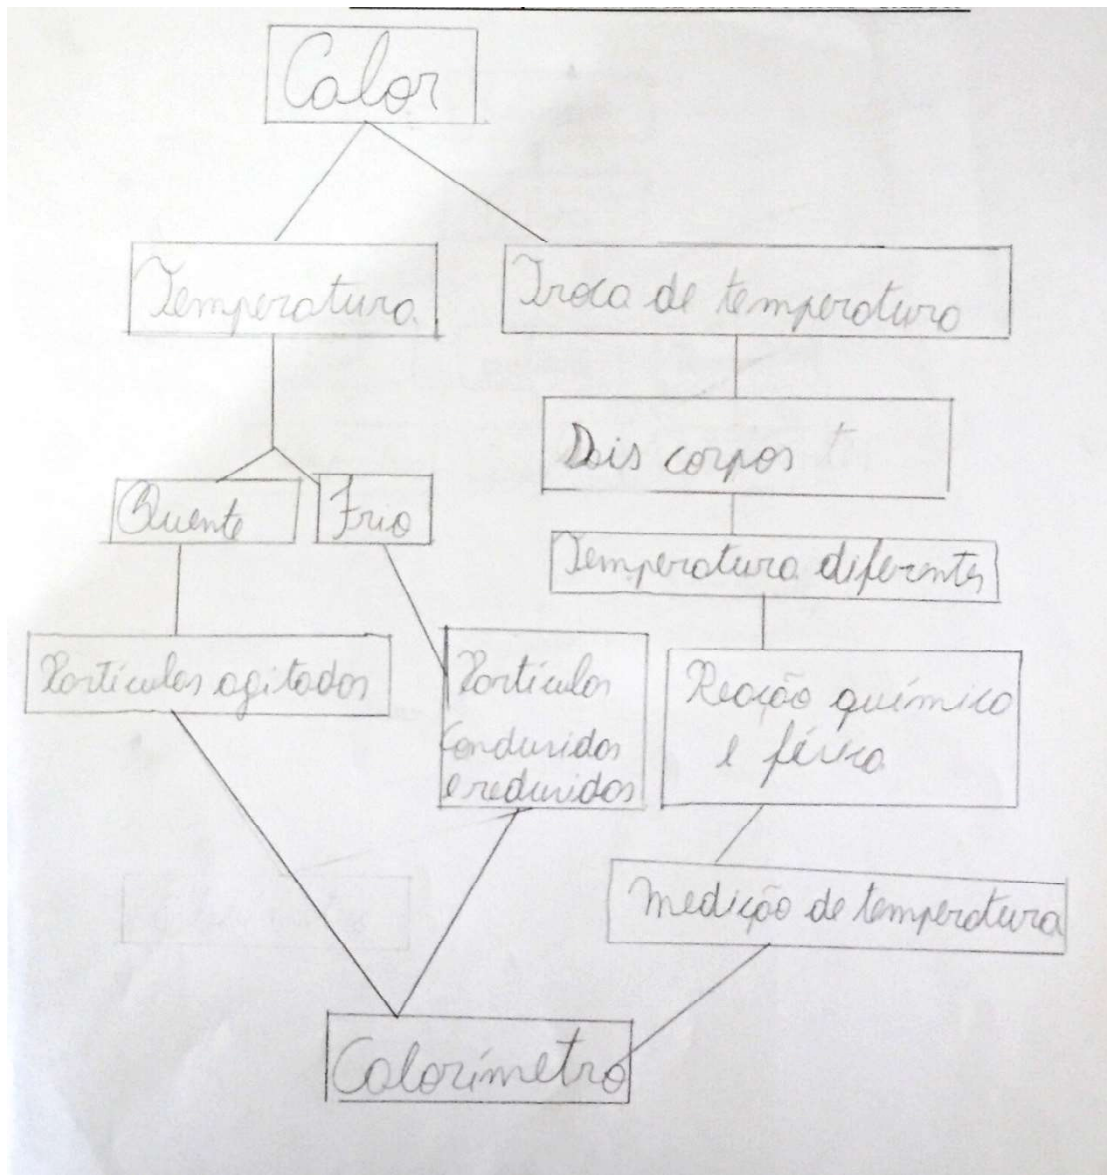 Calor
Temperatura
Troca de temperatura
Dois corpos
Quente
Frio
Temperatura diferentes
Partículas agitadas
Partículas
conduzidas
e reduzidas
Reação química
e física
Medição de temperatura
Calorímetro